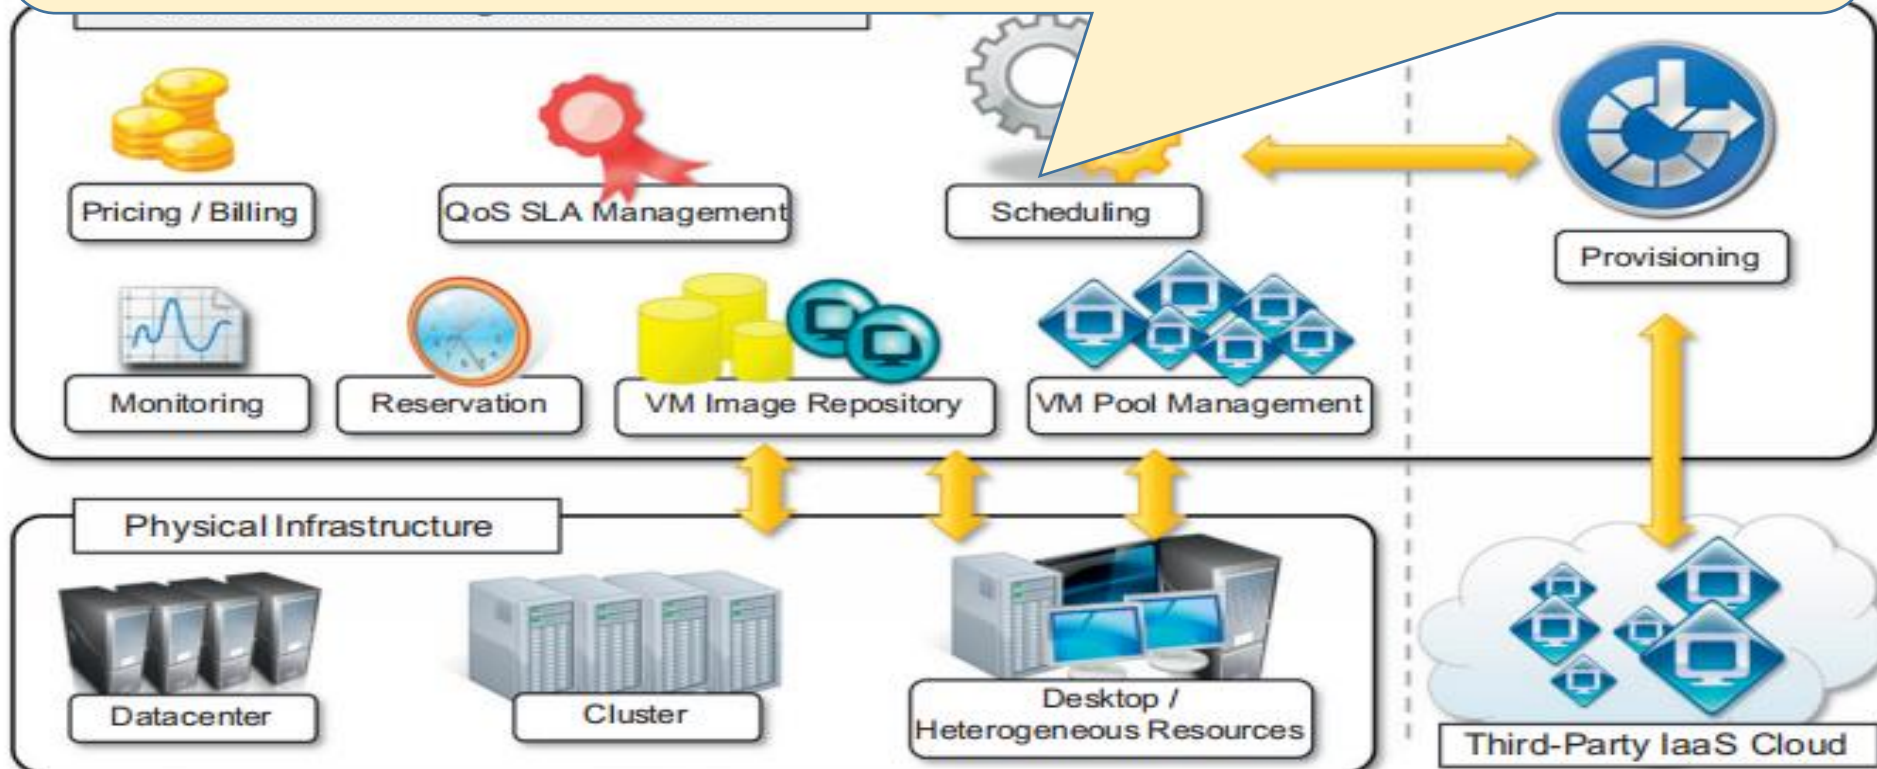 Pricing / Billing
QoS SLA Management
Scheduling
Provisioning
Monitoring
Reservation
VM Image Repository
VM Pool Management
Physical Infrastructure
Datacenter
Cluster
Desktop /
Heterogeneous Resources
Third-Party IaaS Cloud